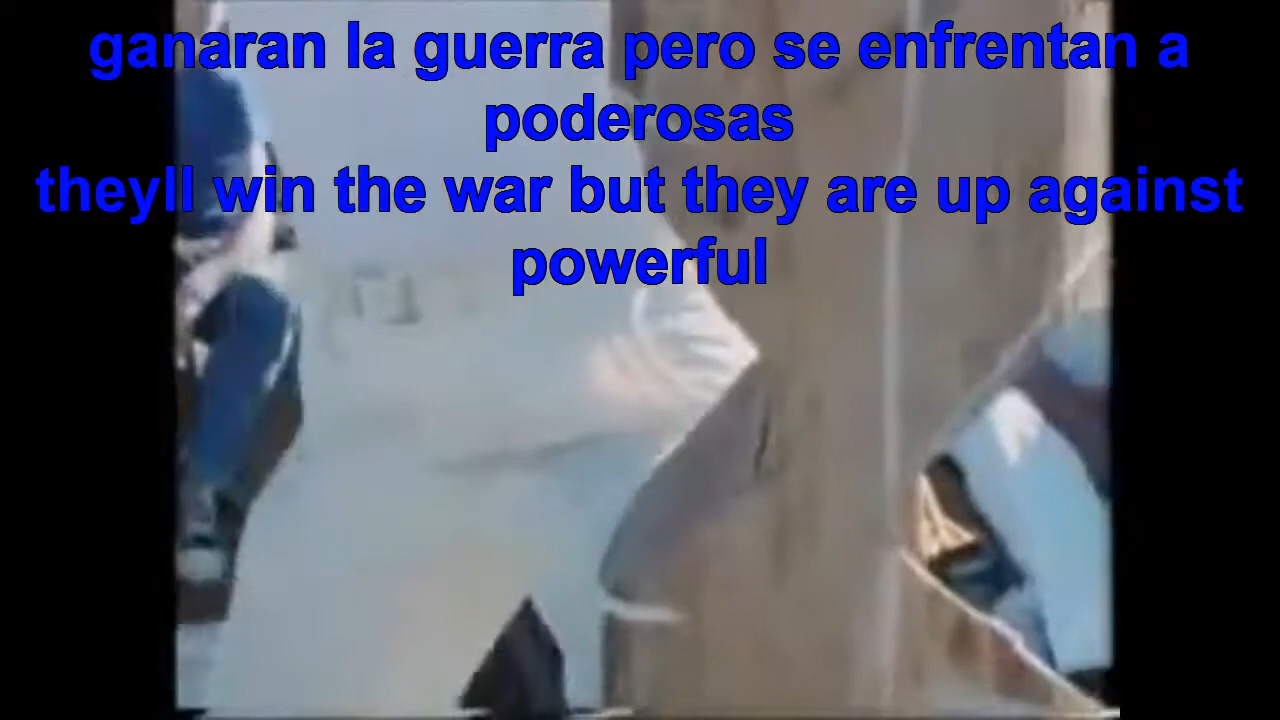 ganaran la guerra pero se enfrentan a
poderosas
theyll win the war but they are up against
powerful